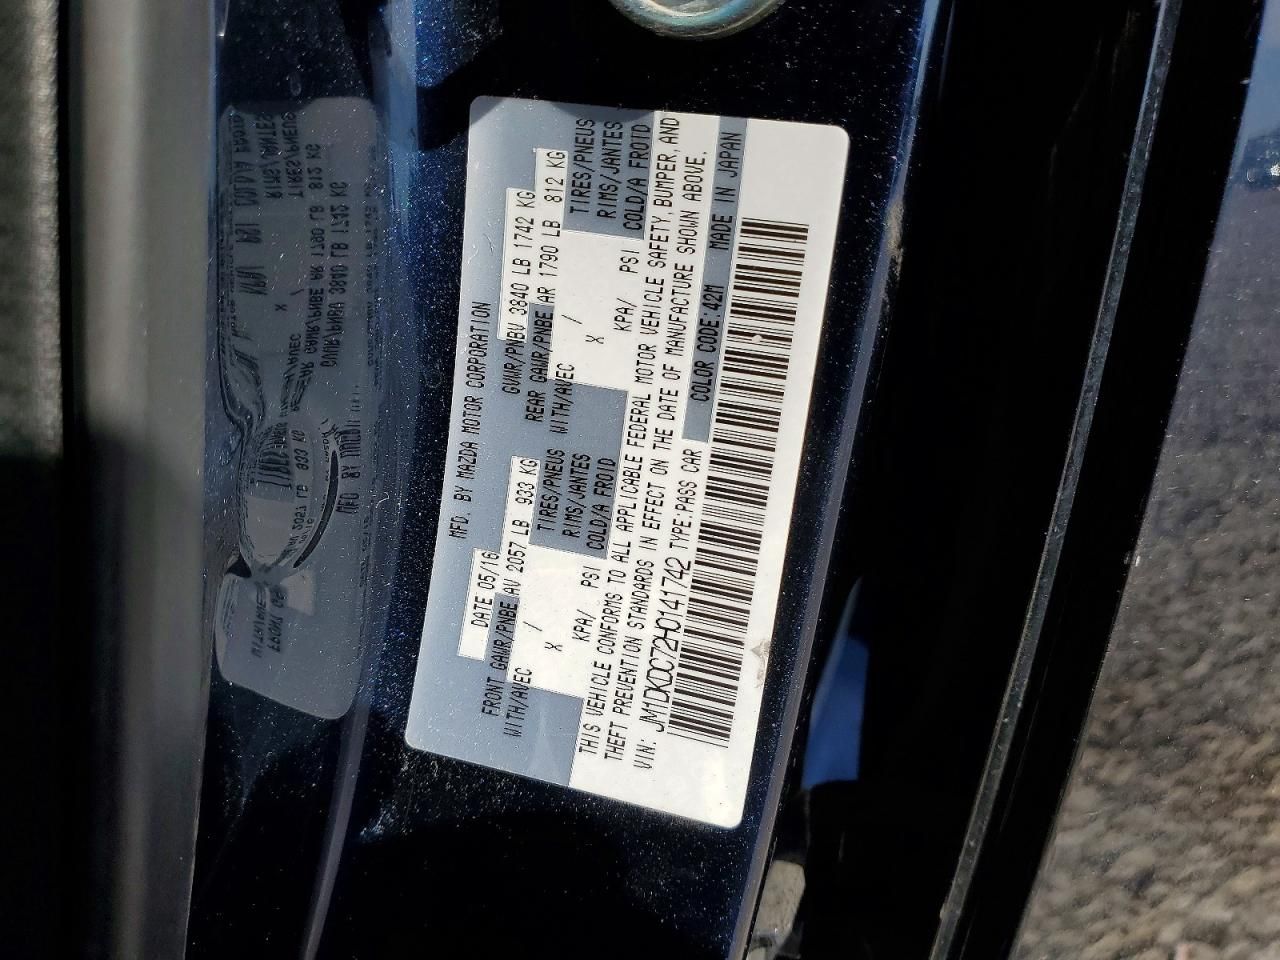 MFD. BY MAZDA MOTOR CORPORATION
DATE 05/16
GVWR/PNBV 3840 LB 1742 KG
FRONT GAWR/PNBE AV 2057 LB 933 KG
REAR GAWR/PNBE AR 1790 LB 812 KG
WITH/AVEC
X /
TIRES/PNEUS
RIMS/JANTES
KPA/ PSI
COLD/A FROID
WITH/AVEC
X /
TIRES/PNEUS
RIMS/JANTES
KPA/ PSI
COLD/A FROID
THIS VEHICLE CONFORMS TO ALL APPLICABLE FEDERAL MOTOR VEHICLE SAFETY, BUMPER, AND
THEFT PREVENTION STANDARDS IN EFFECT ON THE DATE OF MANUFACTURE SHOWN ABOVE.
VIN: JM1DKDC72H0141742 TYPE:PASS CAR COLOR CODE:42M MADE IN JAPAN